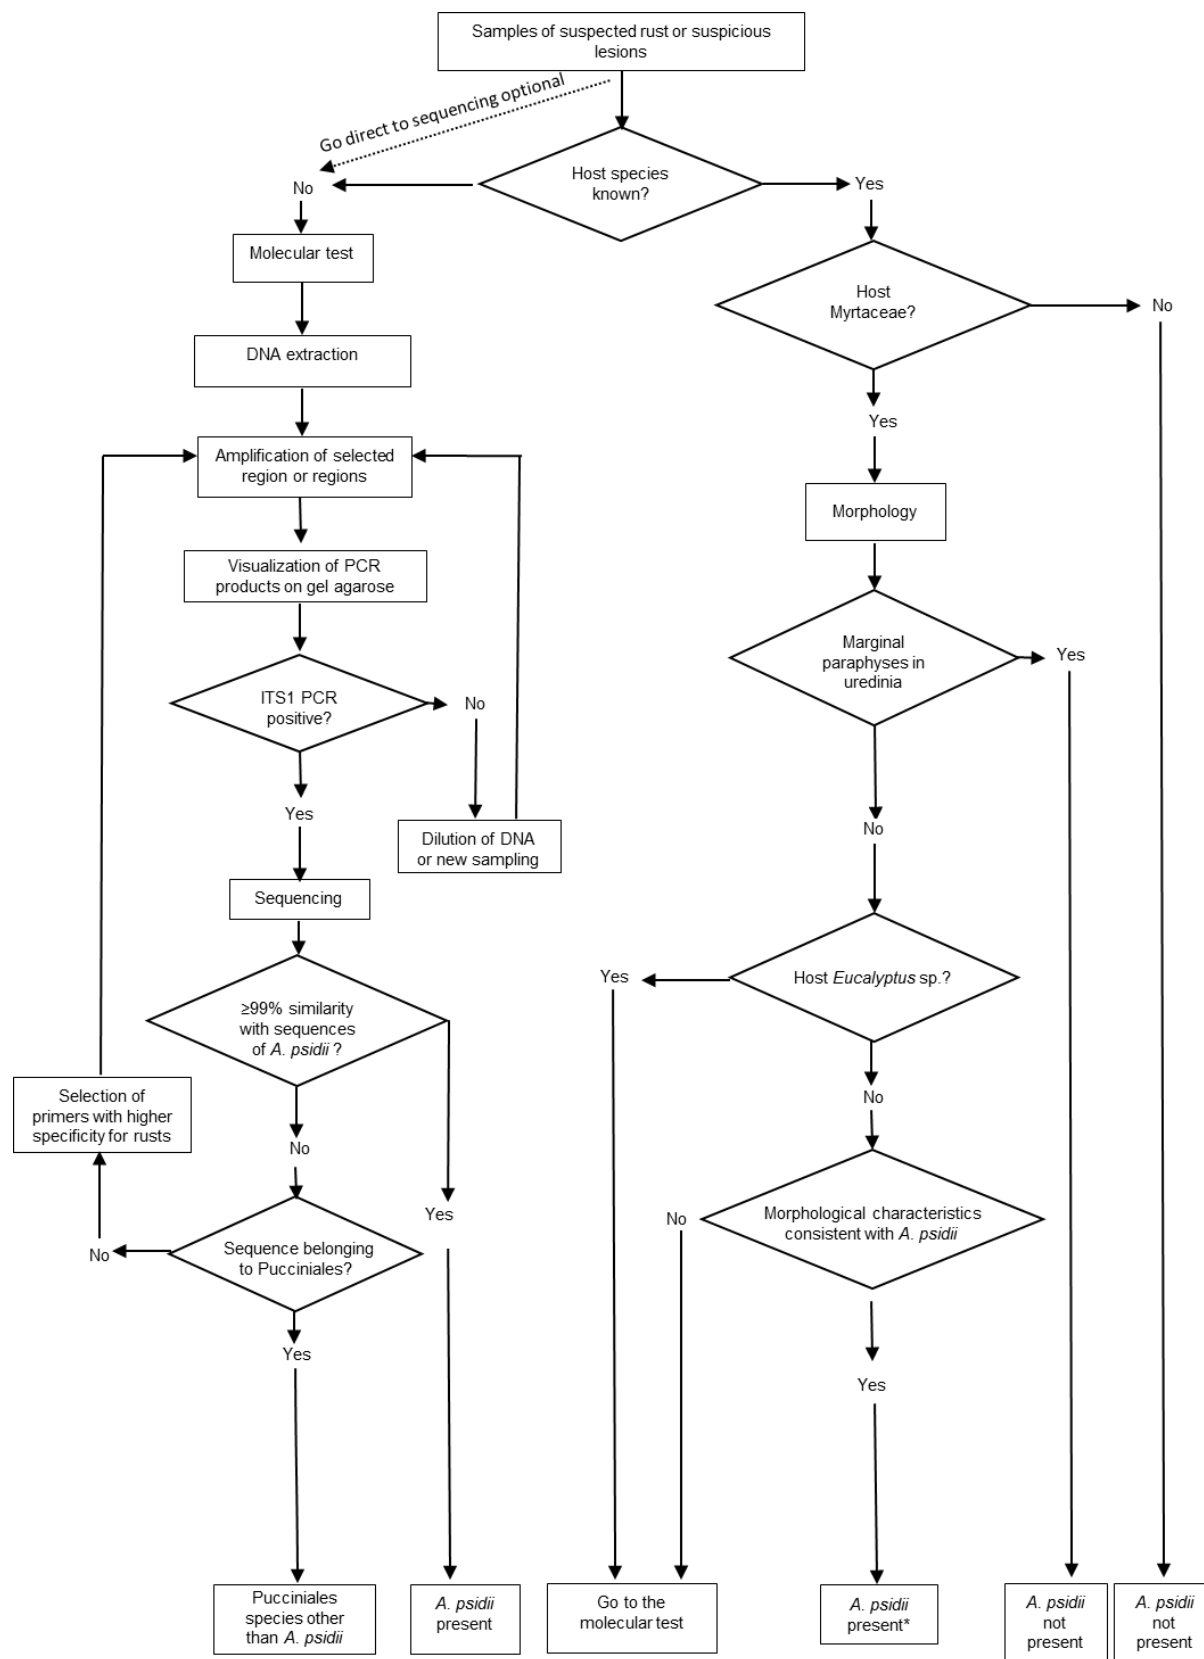 Samples of suspected rust or suspicious
lesions
Go direct to sequencing optional
Host species
known?
No
Yes
Molecular test
Host
Myrtaceae?
No
DNA extraction
Yes
Amplification of selected
region or regions
Morphology
Visualization of PCR
products on gel agarose
Marginal
paraphyses in
uredinia
Yes
ITS1 PCR
positive?
No
Yes
Dilution of DNA
or new sampling
No
Sequencing
Host Eucalyptus sp.?
Yes
≥99% similarity
with sequences
of A. psidii ?
Selection of
primers with higher
specificity for rusts
No
No
Yes
Morphological characteristics
consistent with A. psidii
No
Sequence belonging
to Pucciniales?
No
Yes
Yes
Pucciniales
species other
than A. psidii
A. psidii
present
Go to the
molecular test
A. psidii
present*
A. psidii
not
present
A. psidii
not
present